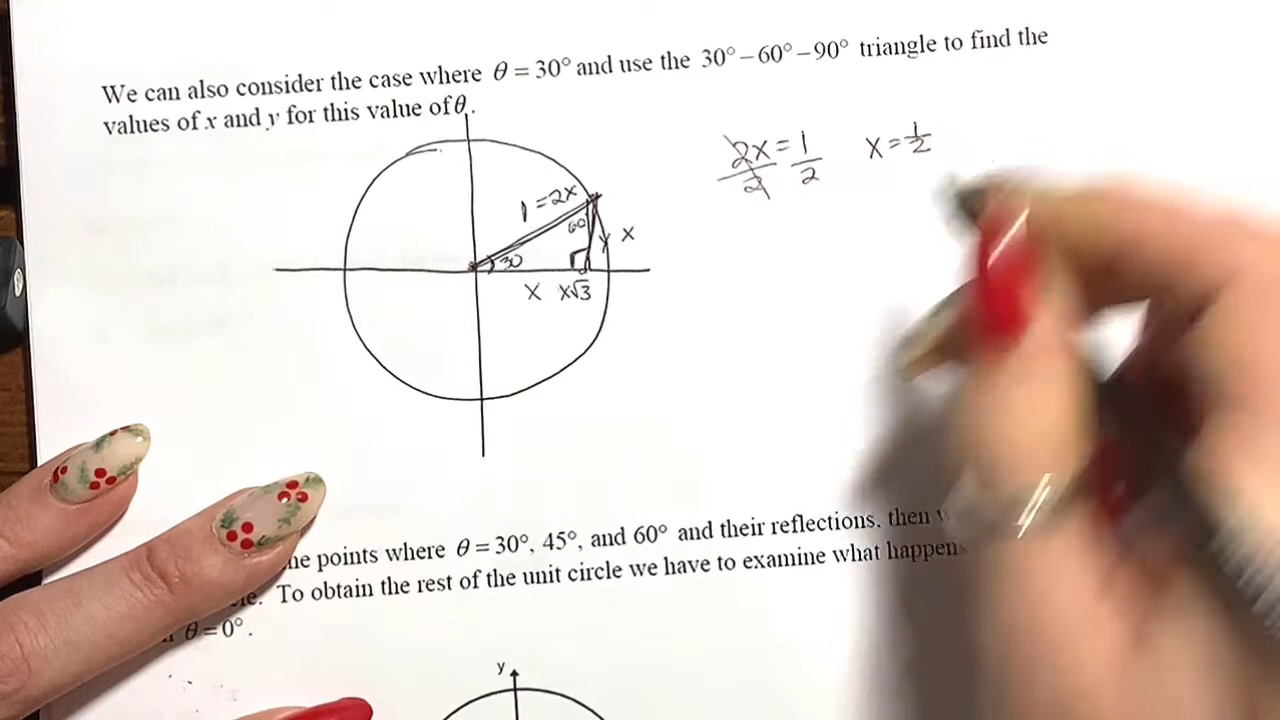 We can also consider the case where θ = 30° and use the 30° – 60° – 90° triangle to find the
values of x and y for this value of θ.
2x = 1 x = 1/2
2 2
1 = 2x
60
y x
30
x x√3
points where θ = 30°, 45°, and 60° and their reflections, then
To obtain the rest of the unit circle we have to examine what happens
θ = 0°.
y